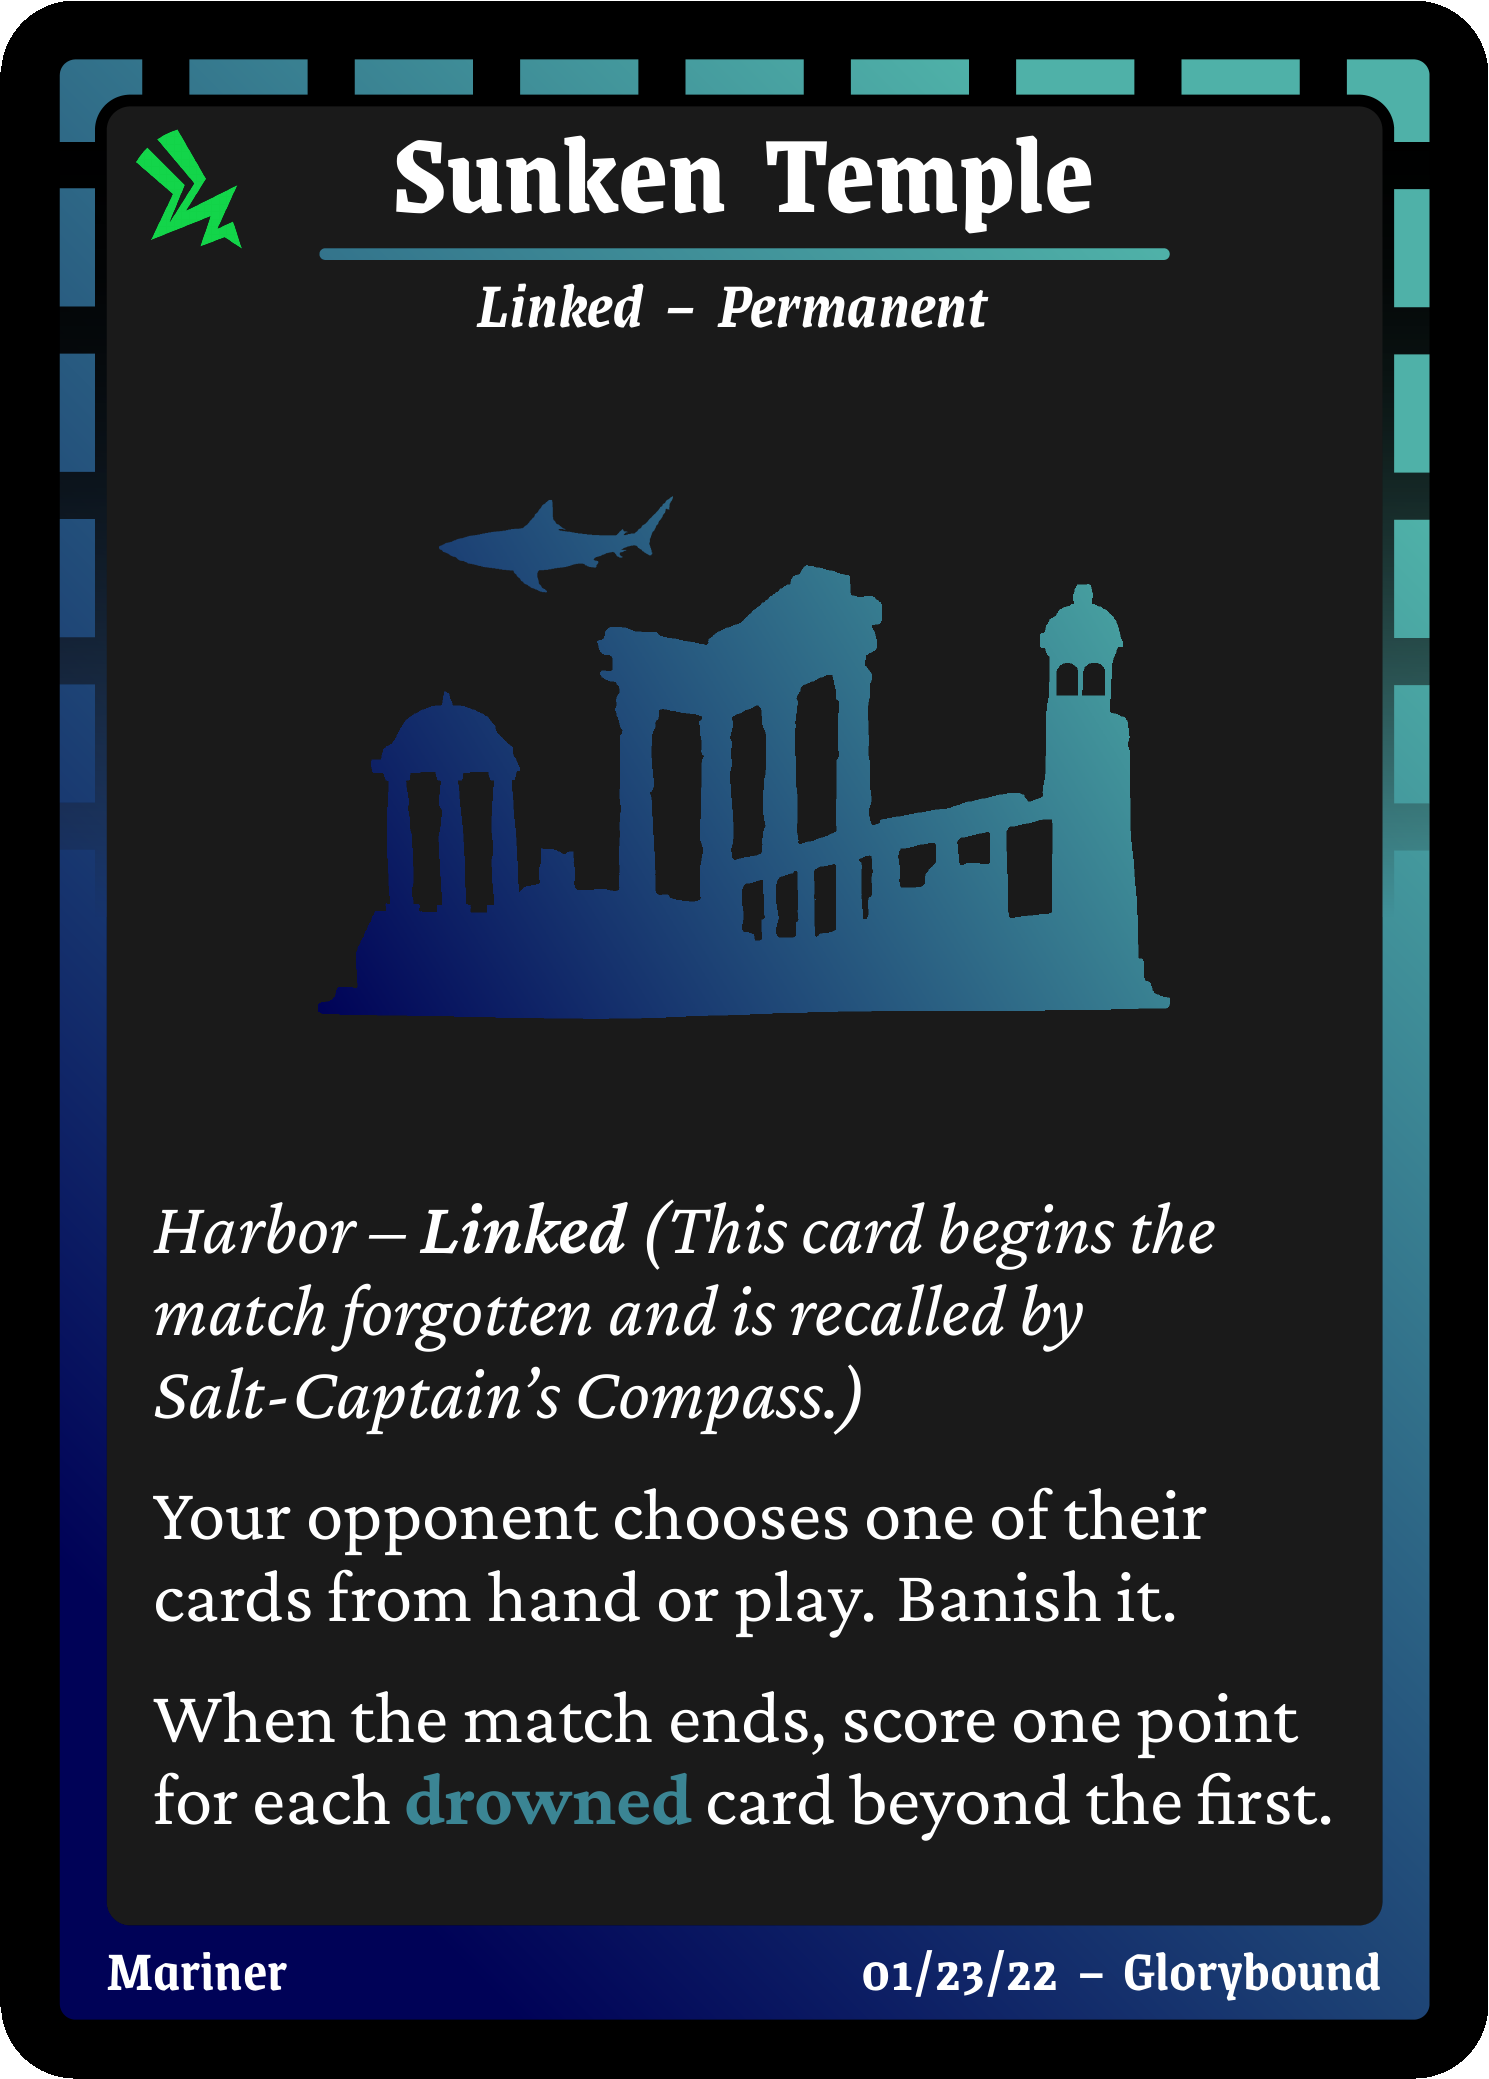 Sunken Temple
Linked – Permanent
Harbor – Linked (This card begins the
match forgotten and is recalled by
Salt-Captain’s Compass.)
Your opponent chooses one of their
cards from hand or play. Banish it.
When the match ends, score one point
for each drowned card beyond the first.
Mariner
01/23/22 – Glorybound